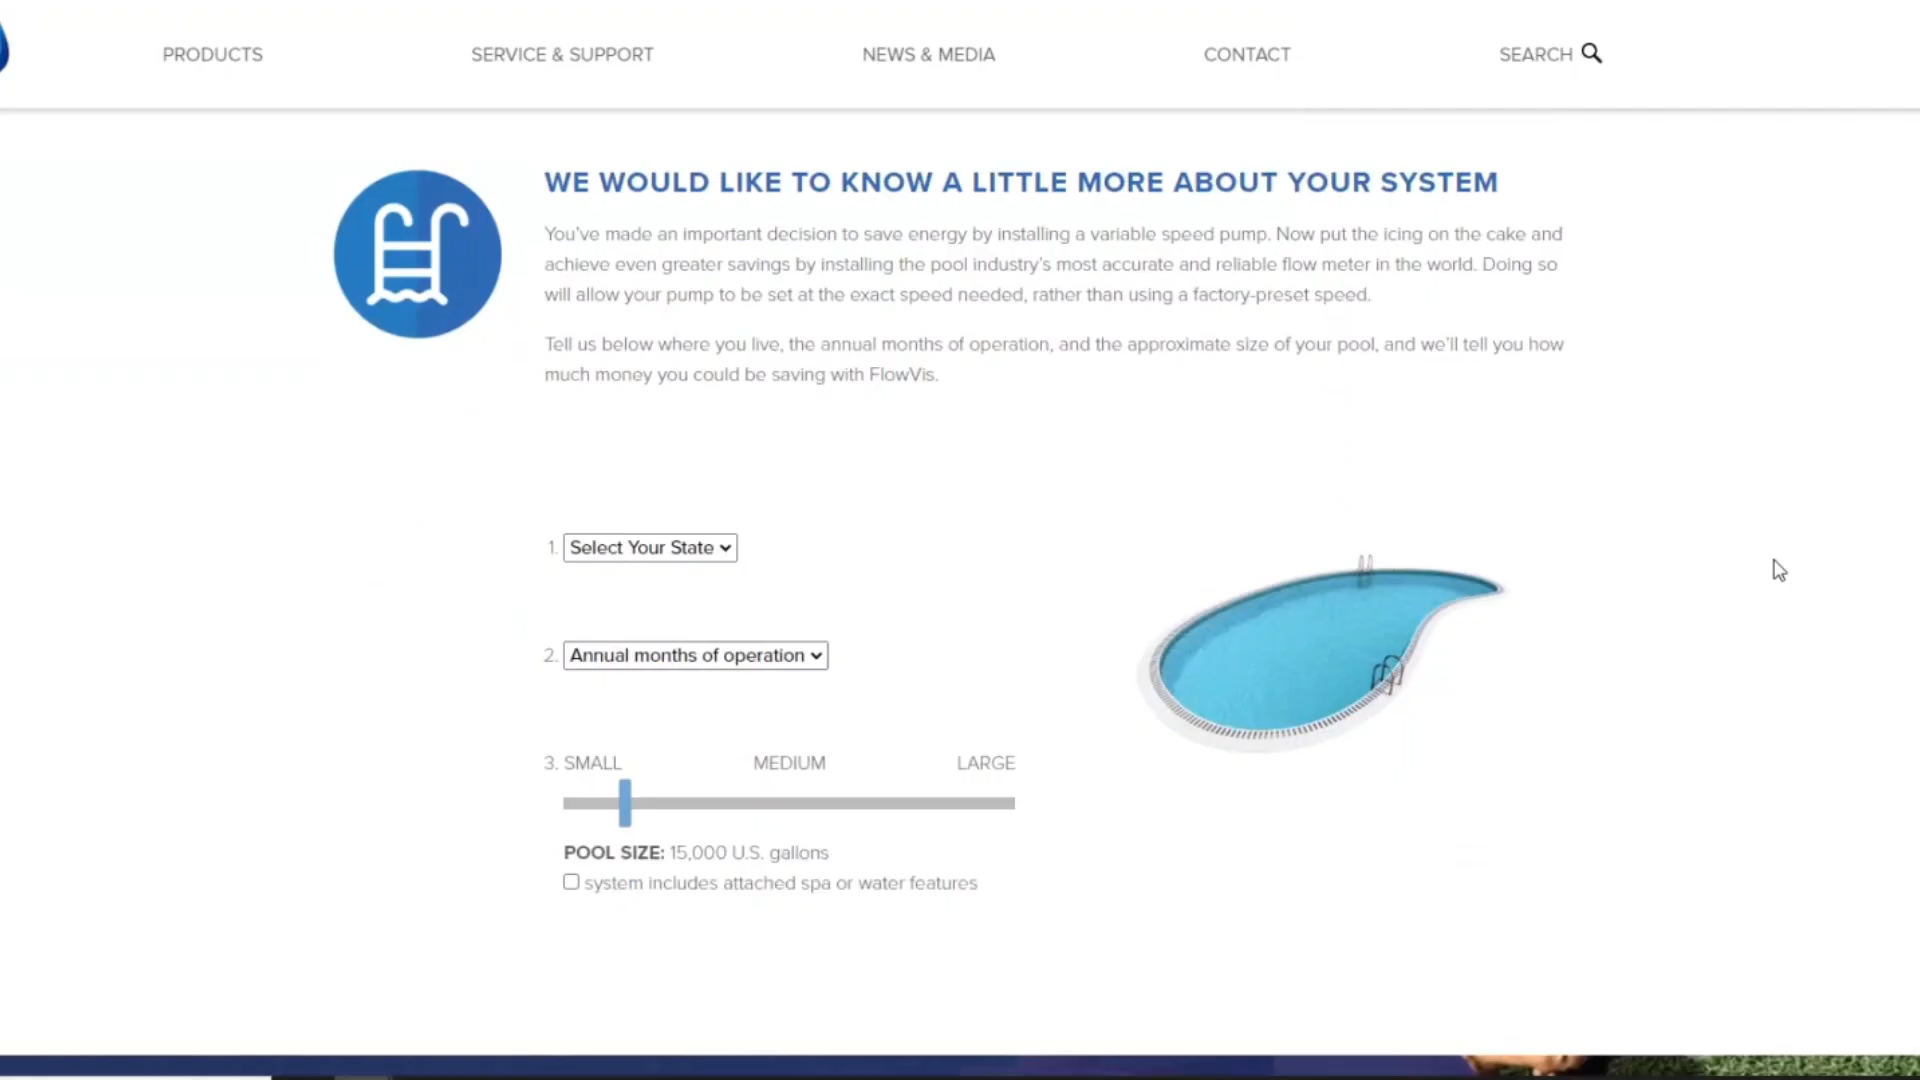 PRODUCTS
SERVICE & SUPPORT
NEWS & MEDIA
CONTACT
SEARCH
WE WOULD LIKE TO KNOW A LITTLE MORE ABOUT YOUR SYSTEM
You've made an important decision to save energy by installing a variable speed pump. Now put the icing on the cake and
achieve even greater savings by installing the pool industry's most accurate and reliable flow meter in the world. Doing so
will allow your pump to be set at the exact speed needed, rather than using a factory-preset speed.
Tell us below where you live, the annual months of operation, and the approximate size of your pool, and we'll tell you how
much money you could be saving with FlowVis.
1. Select Your State
2. Annual months of operation
3. SMALL MEDIUM LARGE
POOL SIZE: 15,000 U.S. gallons
system includes attached spa or water features